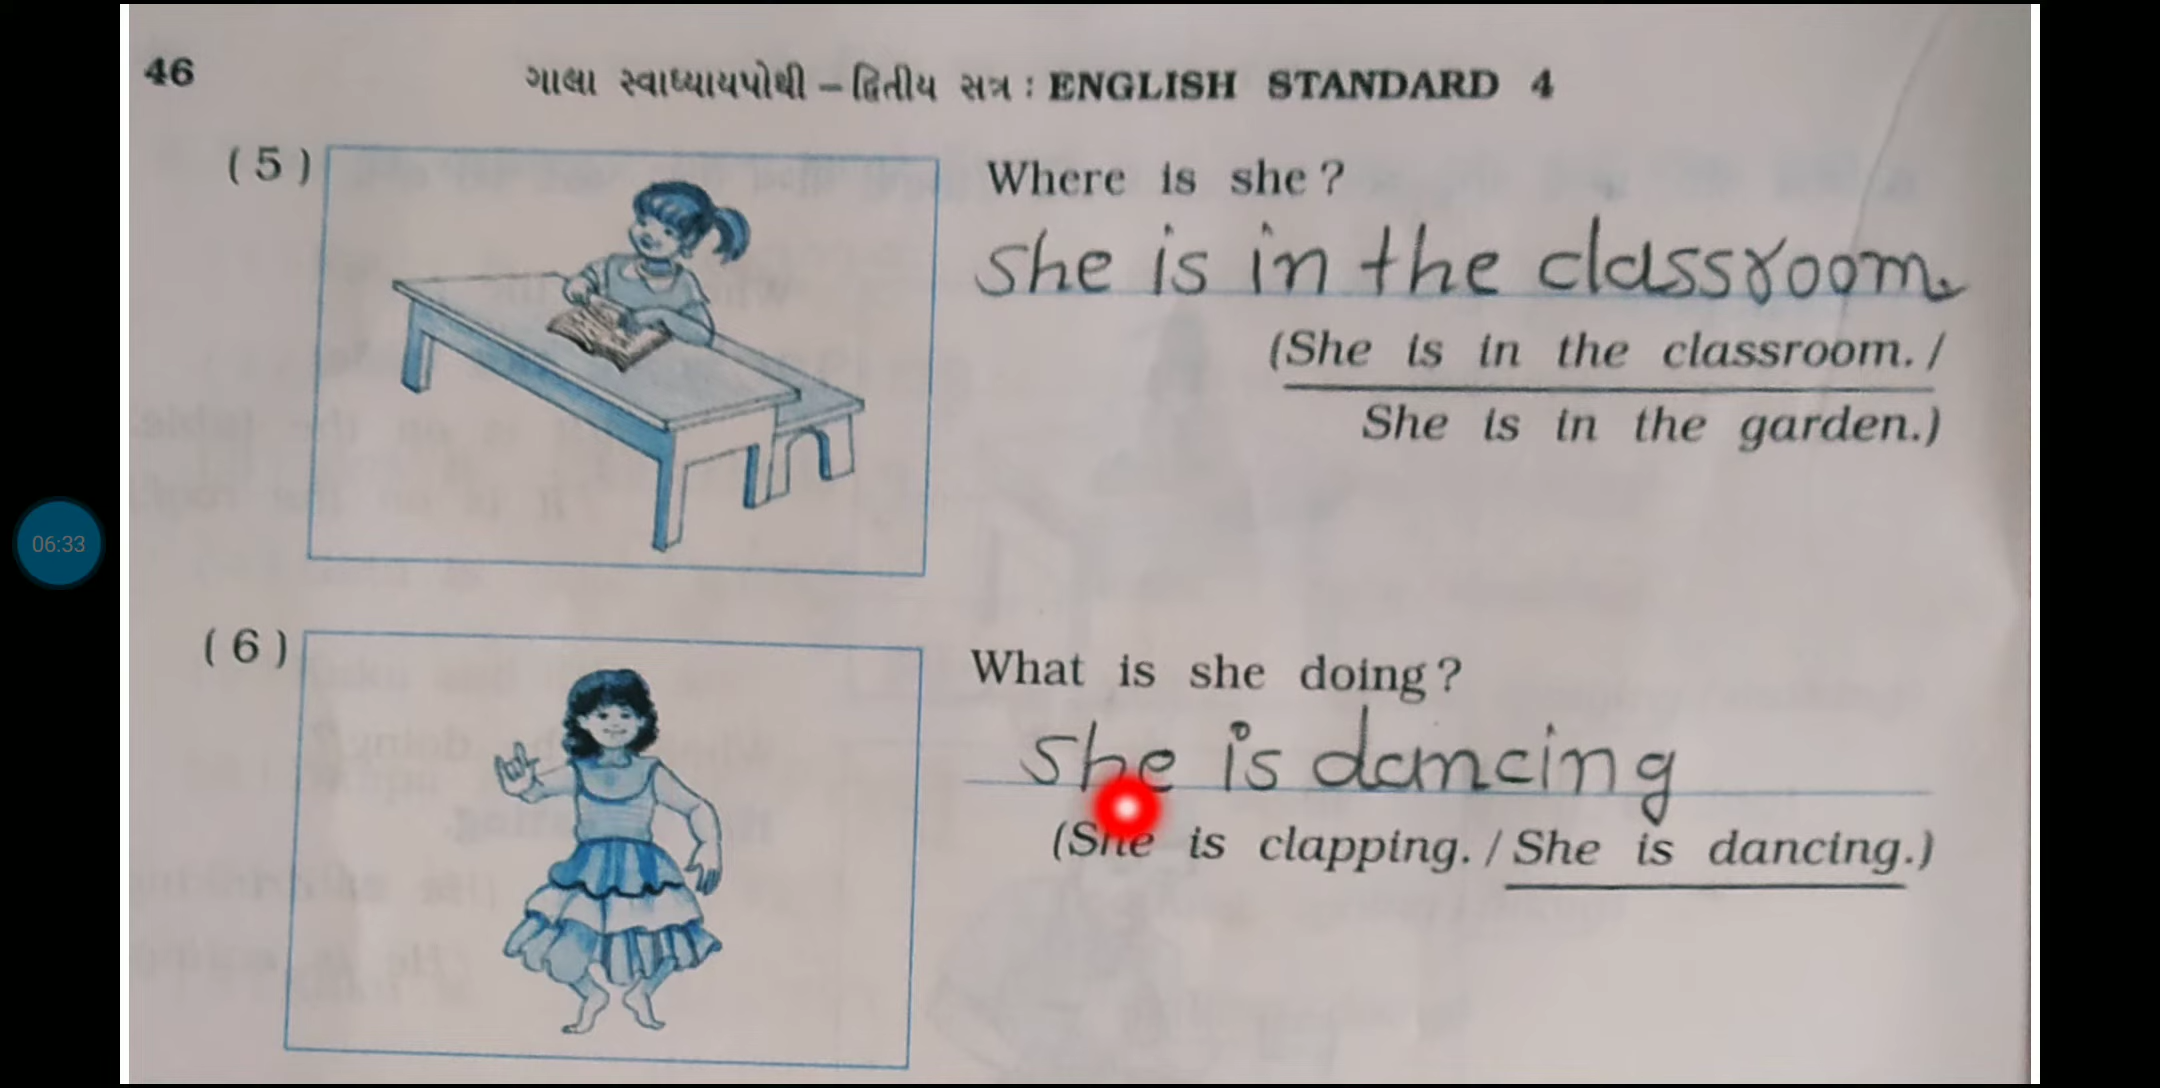 46 ગાલા સ્વાધ્યાયપોથી – દ્વિતીય સત્ર : ENGLISH STANDARD 4
(5) Where is she?
she is in the classroom.
(She is in the classroom. /
She is in the garden.)
06:33
(6) What is she doing?
she is dancing
(She is clapping. / She is dancing.)